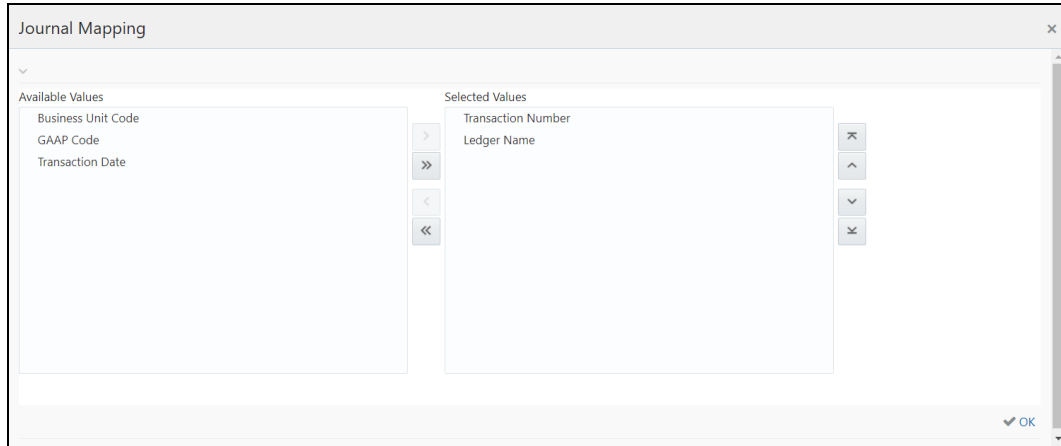 Journal Mapping
Available Values
Selected Values
Business Unit Code
GAAP Code
Transaction Date
Transaction Number
Ledger Name
OK